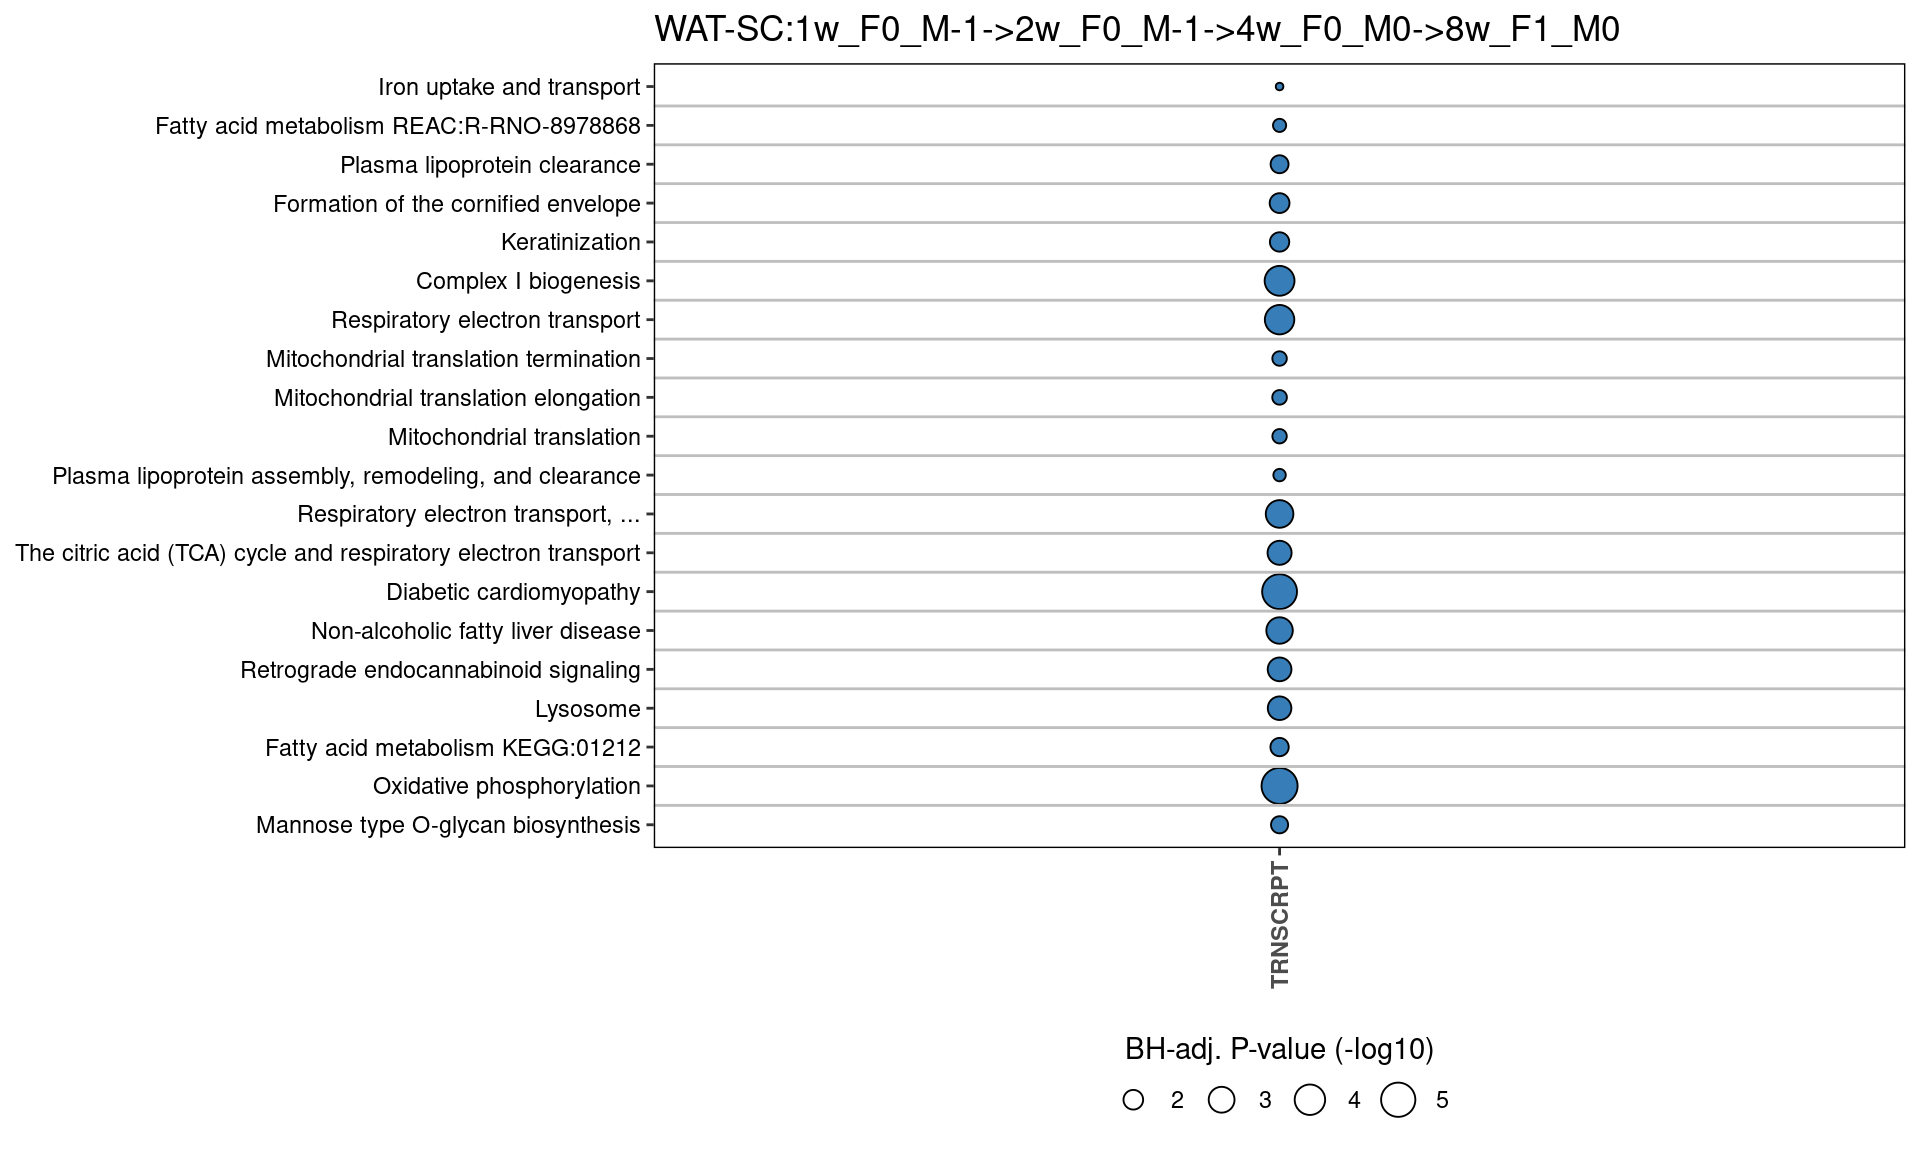 WAT-SC:1w_F0_M-1->2w_F0_M-1->4w_F0_M0->8w_F1_M0
Iron uptake and transport
Fatty acid metabolism REAC:R-RNO-8978868
Plasma lipoprotein clearance
Formation of the cornified envelope
Keratinization
Complex I biogenesis
Respiratory electron transport
Mitochondrial translation termination
Mitochondrial translation elongation
Mitochondrial translation
Plasma lipoprotein assembly, remodeling, and clearance
Respiratory electron transport, ...
The citric acid (TCA) cycle and respiratory electron transport
Diabetic cardiomyopathy
Non-alcoholic fatty liver disease
Retrograde endocannabinoid signaling
Lysosome
Fatty acid metabolism KEGG:01212
Oxidative phosphorylation
Mannose type O-glycan biosynthesis
TRNSCRPT
BH-adj. P-value (-log10)
2 3 4 5